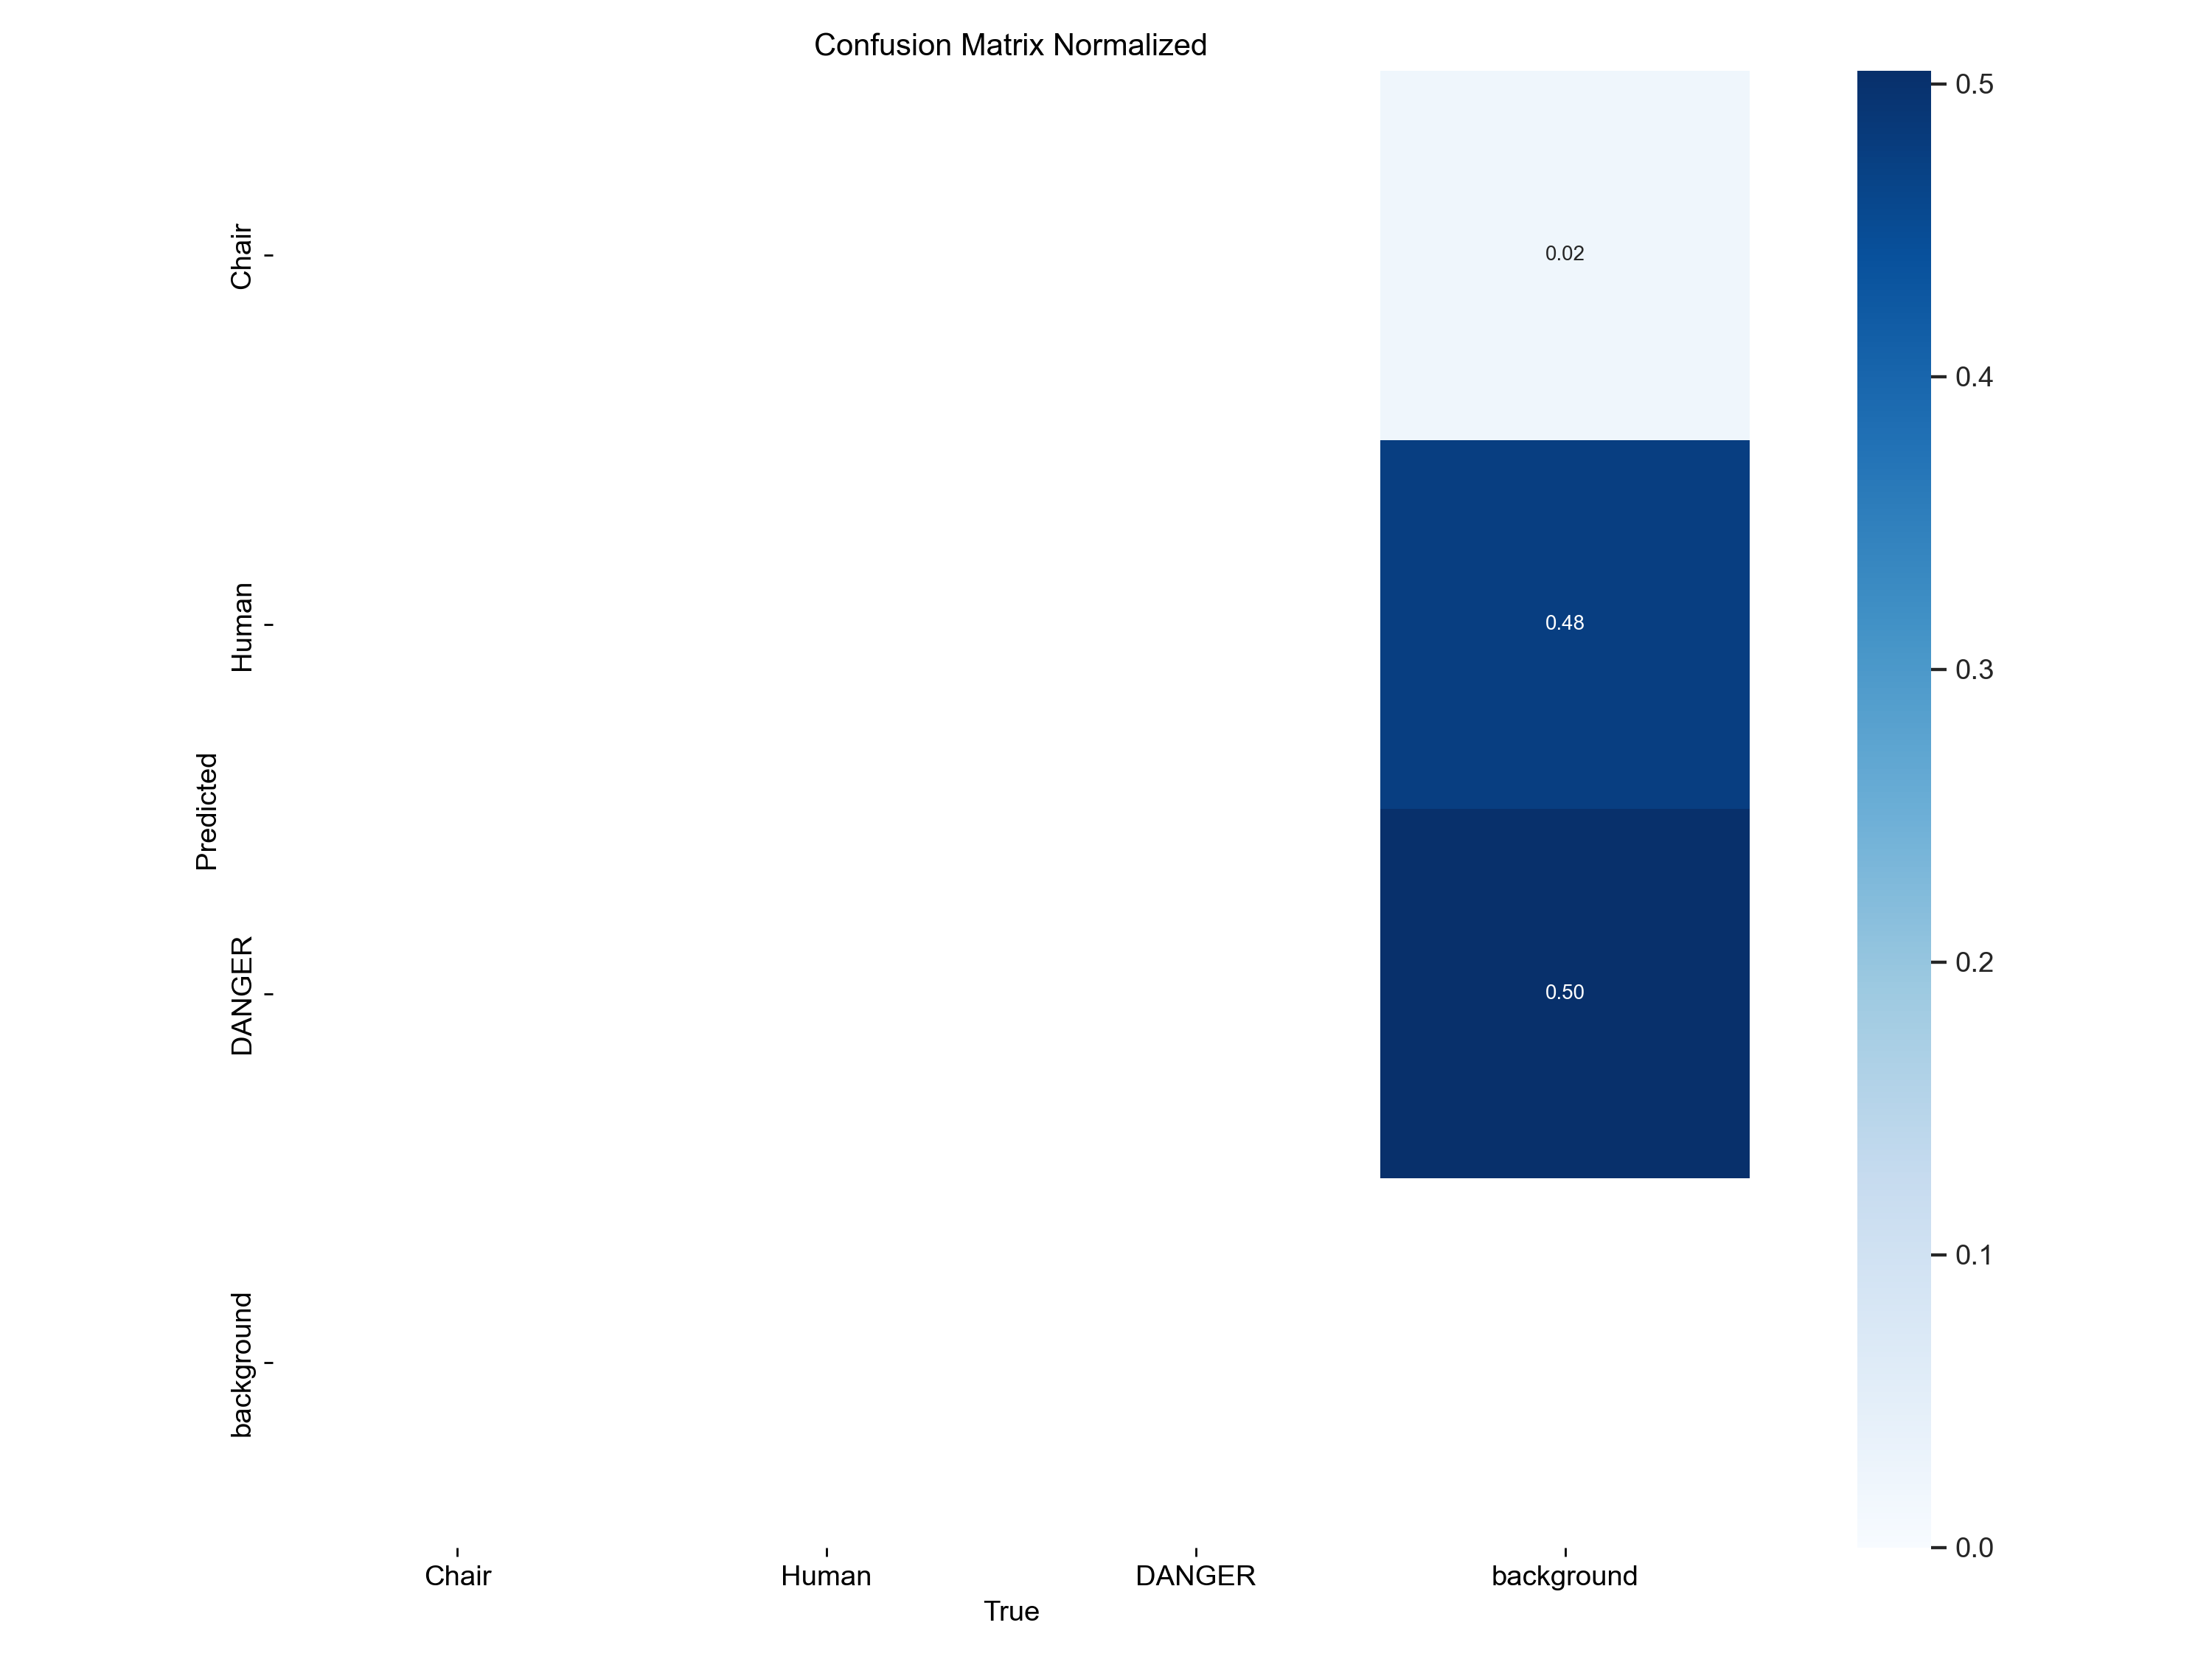 Confusion Matrix Normalized
Chair
Human
DANGER
background
Predicted
0.02
0.48
0.50
Chair
Human
DANGER
background
True
0.5
0.4
0.3
0.2
0.1
0.0